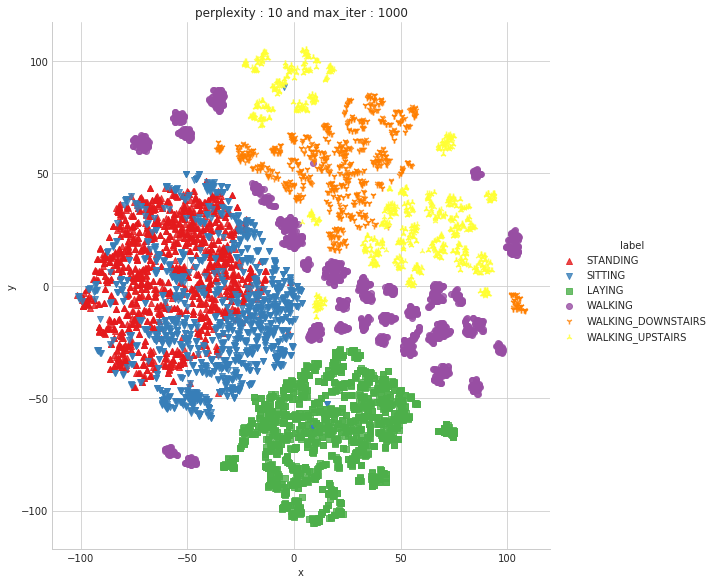 perplexity : 10 and max_iter : 1000
100
50
0
−50
−100
y
−100
−50
0
50
100
x
label
STANDING
SITTING
LAYING
WALKING
WALKING_DOWNSTAIRS
WALKING_UPSTAIRS